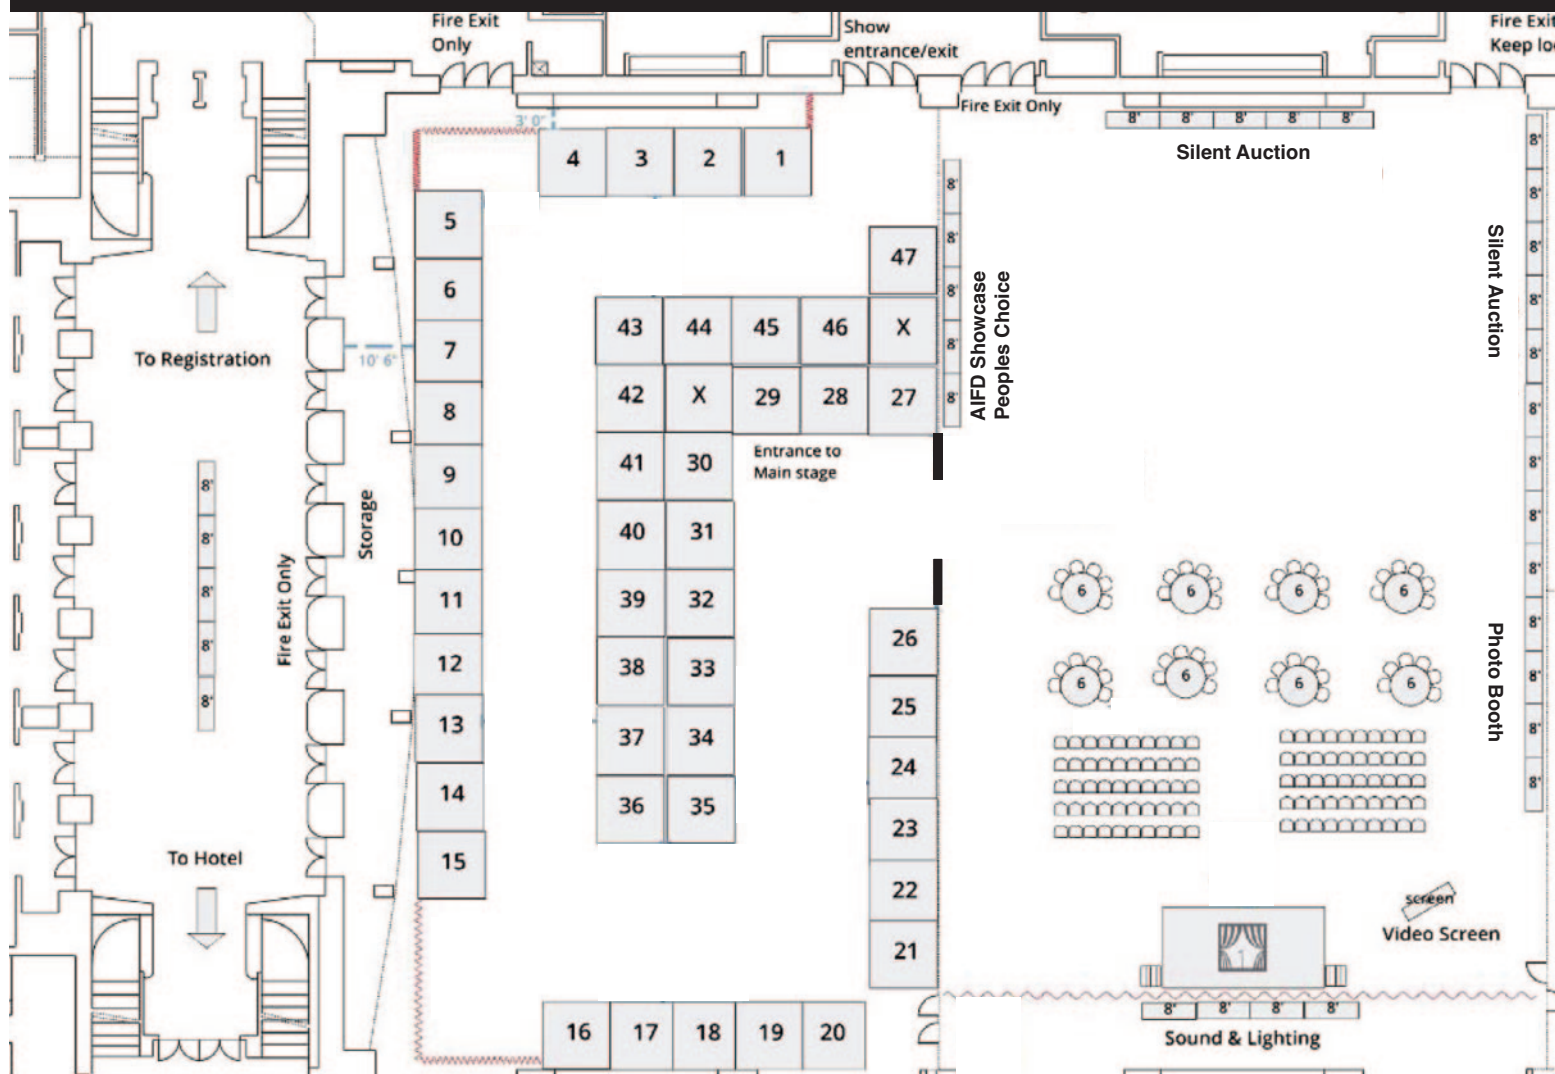 Fire Exit
Only
Show
entrance/exit
Fire Exit
Fire Exit Only
3' 0"
8' 8' 8' 8' 8'
Silent Auction
4 3 2 1
5
6
7
8
9
10
11
12
13
14
15
47
43 44 45 46 X
42 X 29 28 27
41 30
40 31
39 32
38 33
37 34
36 35
Entrance to
Main stage
26
25
24
23
22
21
16 17 18 19 20
8'
8'
8'
8'
8'
AIFD Showcase
Peoples Choice
To Registration
10' 6"
8'
8'
8'
8'
8'
Fire Exit Only
Storage
To Hotel
Silent Auction
Photo Booth
8'
8'
8'
8'
8'
8'
8'
8'
8'
8'
8'
8'
8'
6 6 6 6
6 6 6 6
screen
Video Screen
8' 8' 8' 8'
Sound & Lighting